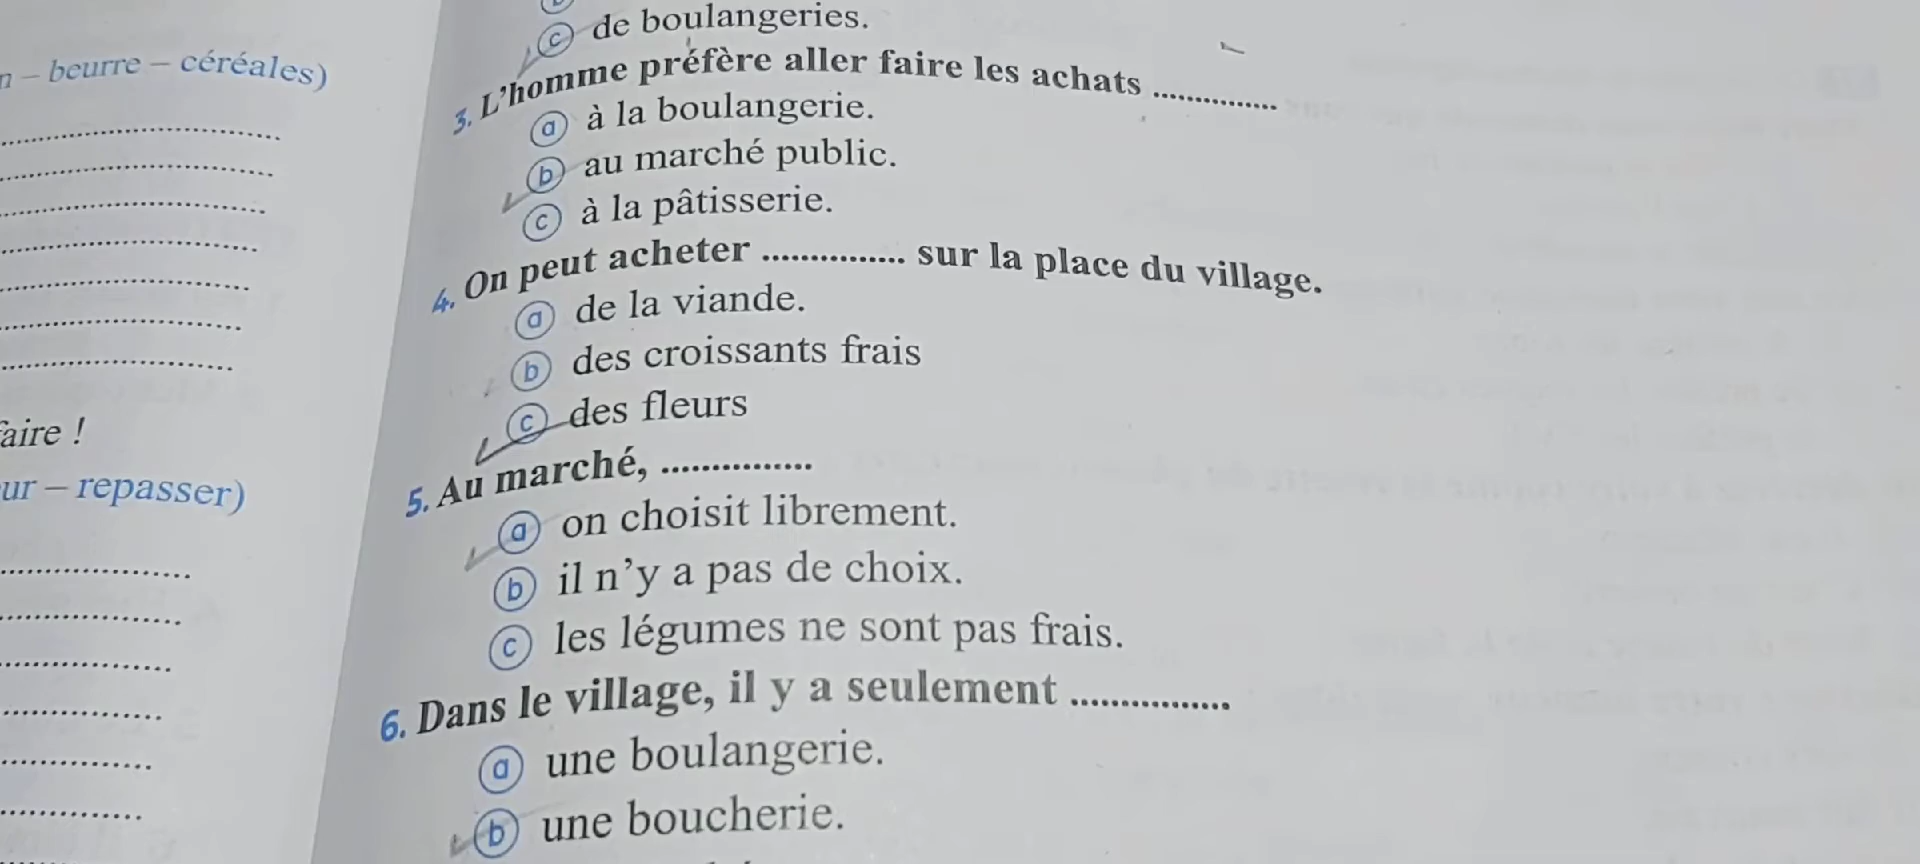 – beurre – céréales)
faire !
– repasser)
c de boulangeries.
3. L'homme préfère aller faire les achats ...............
a à la boulangerie.
b au marché public.
c à la pâtisserie.
4. On peut acheter ............... sur la place du village.
a de la viande.
b des croissants frais
c des fleurs
5. Au marché, ...............
a on choisit librement.
b il n'y a pas de choix.
c les légumes ne sont pas frais.
6. Dans le village, il y a seulement ...............
a une boulangerie.
b une boucherie.